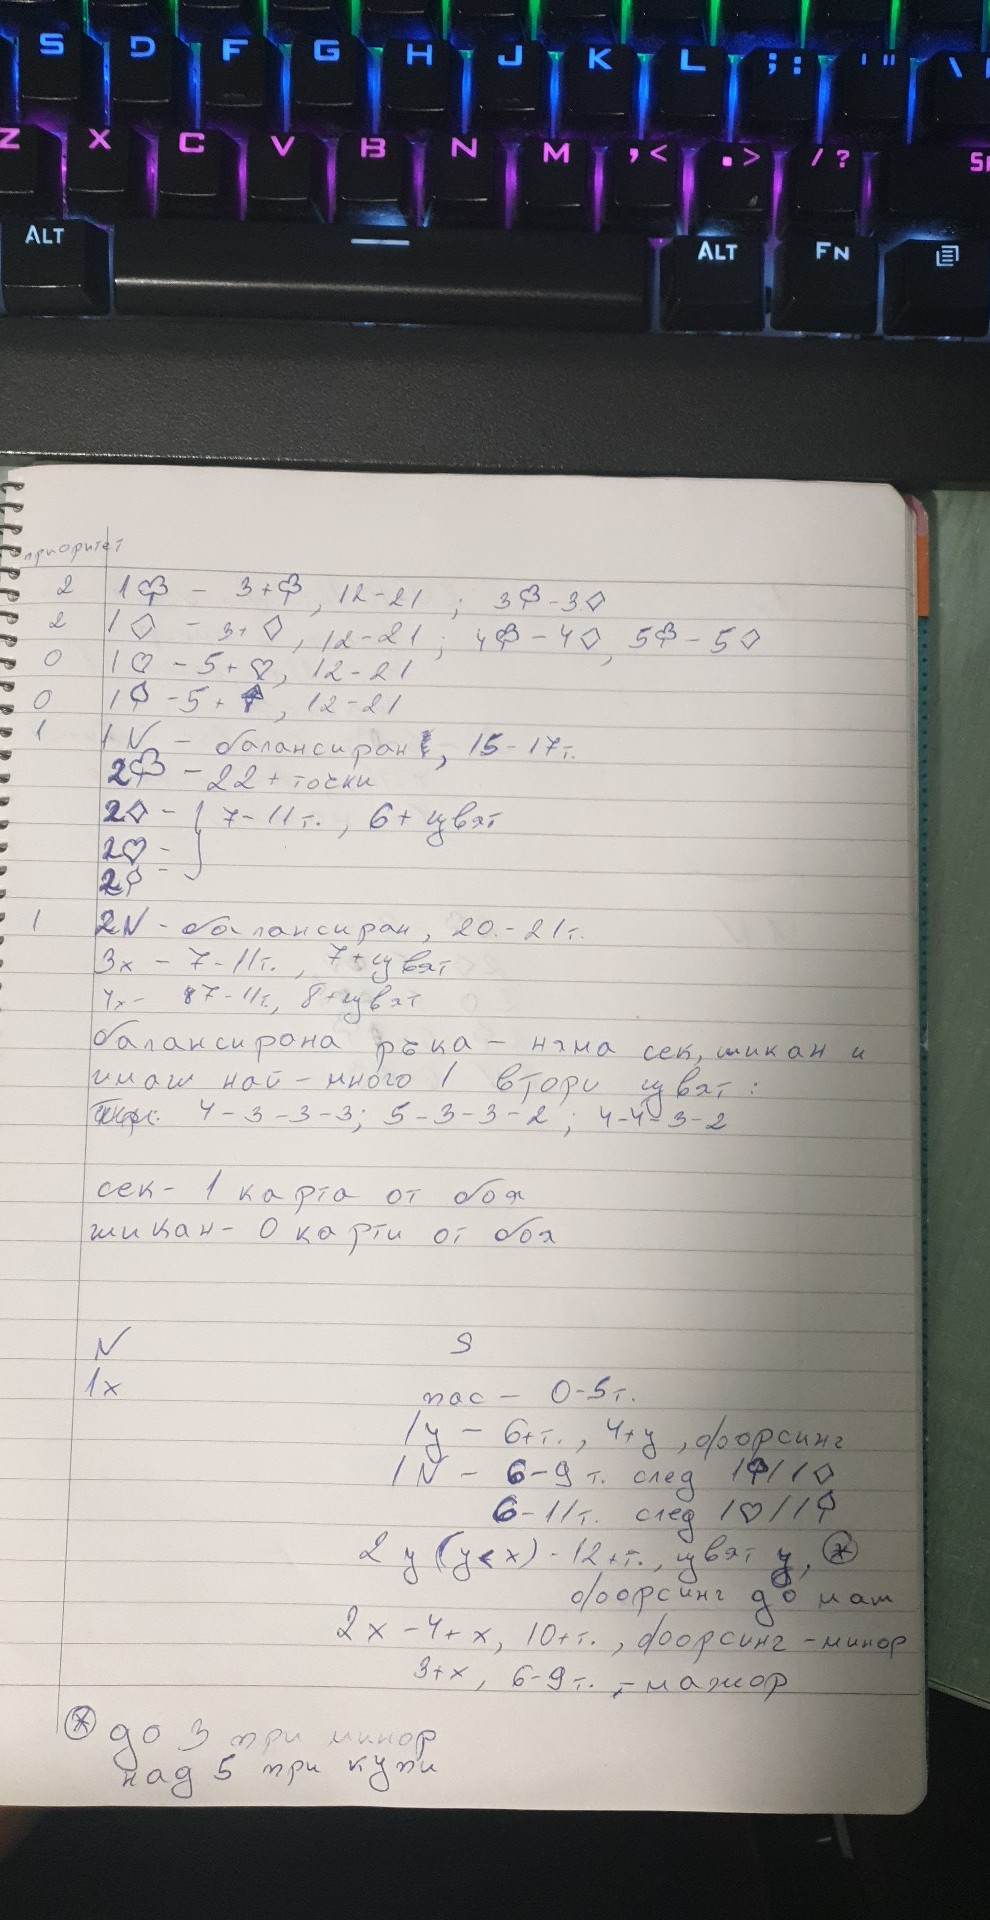 S D F G H J K L ; : ' " \
Z X C V B N M , < . > / ?
ALT ALT FN
приоритет
2 1♣ - 3+♣, 12-21 ; 3♣-3♢
2 1♢ - 3+♢, 12-21 ; 4♣-4♢, 5♣-5♢
0 1♡ - 5+♡, 12-21
0 1♠ - 5+♠, 12-21
1 1N - балансиран, 15-17т.
2♣ - 22+ точки
2♢ - } 7-11т., 6+ цвят
2♡ -
2♠ -
1 2N - балансиран, 20-21т.
3x - 7-11т., 7+цвят
4x - 7-11т, 8+цвят
балансирана ръка - няма сек, шикан и
имаш най-много 1 втори цвят :
4-3-3-3; 5-3-3-2; 4-4-3-2
сек - 1 карта от боя
шикан - 0 карти от боя
N S
1x пас - 0-5т.
1y - 6+т., 4+y, форсинг
1N - 6-9т. след 1♣/1♢
6-11т. след 1♡/1♠
2y (y<x) - 12+т., цвят y, *
форсинг до мач
2x - 4+x, 10+т., форсинг - минор
3+x, 6-9т. - мажор
* до 3 при минор
над 5 при купи